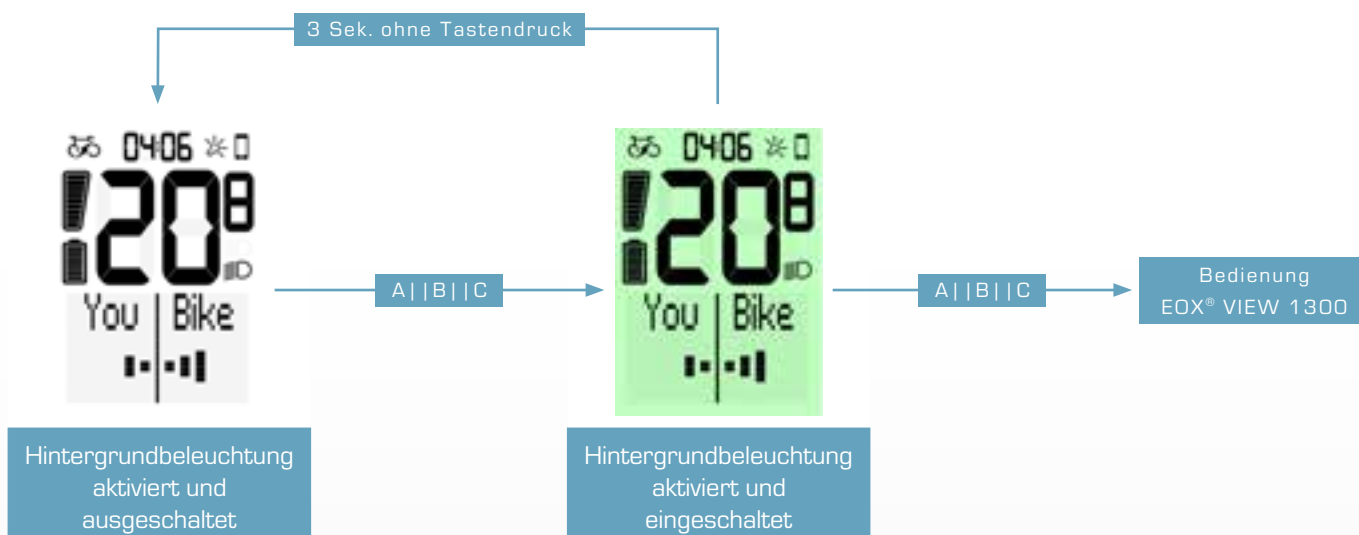 3 Sek. ohne Tastendruck
04:06
20 8
You Bike
A||B||C
04:06
20 8
You Bike
A||B||C
Bedienung
EOX® VIEW 1300
Hintergrundbeleuchtung
aktiviert und
ausgeschaltet
Hintergrundbeleuchtung
aktiviert und
eingeschaltet